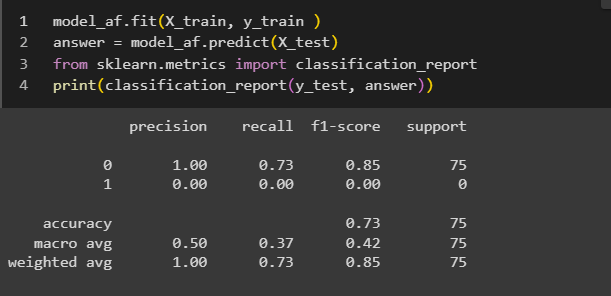 1 model_af.fit(X_train, y_train )
2 answer = model_af.predict(X_test)
3 from sklearn.metrics import classification_report
4 print(classification_report(y_test, answer))
precision recall f1-score support
0 1.00 0.73 0.85 75
1 0.00 0.00 0.00 0
accuracy 0.73 75
macro avg 0.50 0.37 0.42 75
weighted avg 1.00 0.73 0.85 75